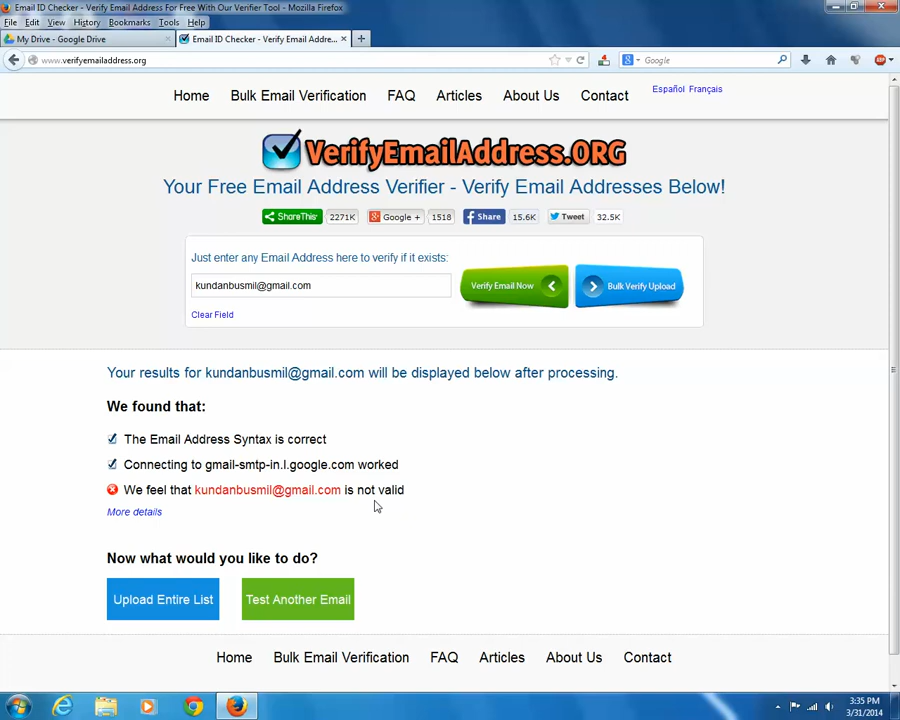 Email ID Checker - Verify Email Address For Free With Our Verifier Tool - Mozilla Firefox
File Edit View History Bookmarks Tools Help
My Drive - Google Drive × Email ID Checker - Verify Email Addre... × +
www.verifyemailaddress.org Google
Home Bulk Email Verification FAQ Articles About Us Contact Español Français
VerifyEmailAddress.ORG
Your Free Email Address Verifier - Verify Email Addresses Below!
ShareThis 2271K Google + 1518 Share 15.6K Tweet 32.5K
Just enter any Email Address here to verify if it exists:
kundanbusmil@gmail.com Verify Email Now Bulk Verify Upload
Clear Field
Your results for kundanbusmil@gmail.com will be displayed below after processing.
We found that:
The Email Address Syntax is correct
Connecting to gmail-smtp-in.l.google.com worked
We feel that kundanbusmil@gmail.com is not valid
More details
Now what would you like to do?
Upload Entire List Test Another Email
Home Bulk Email Verification FAQ Articles About Us Contact
3:35 PM
3/31/2014